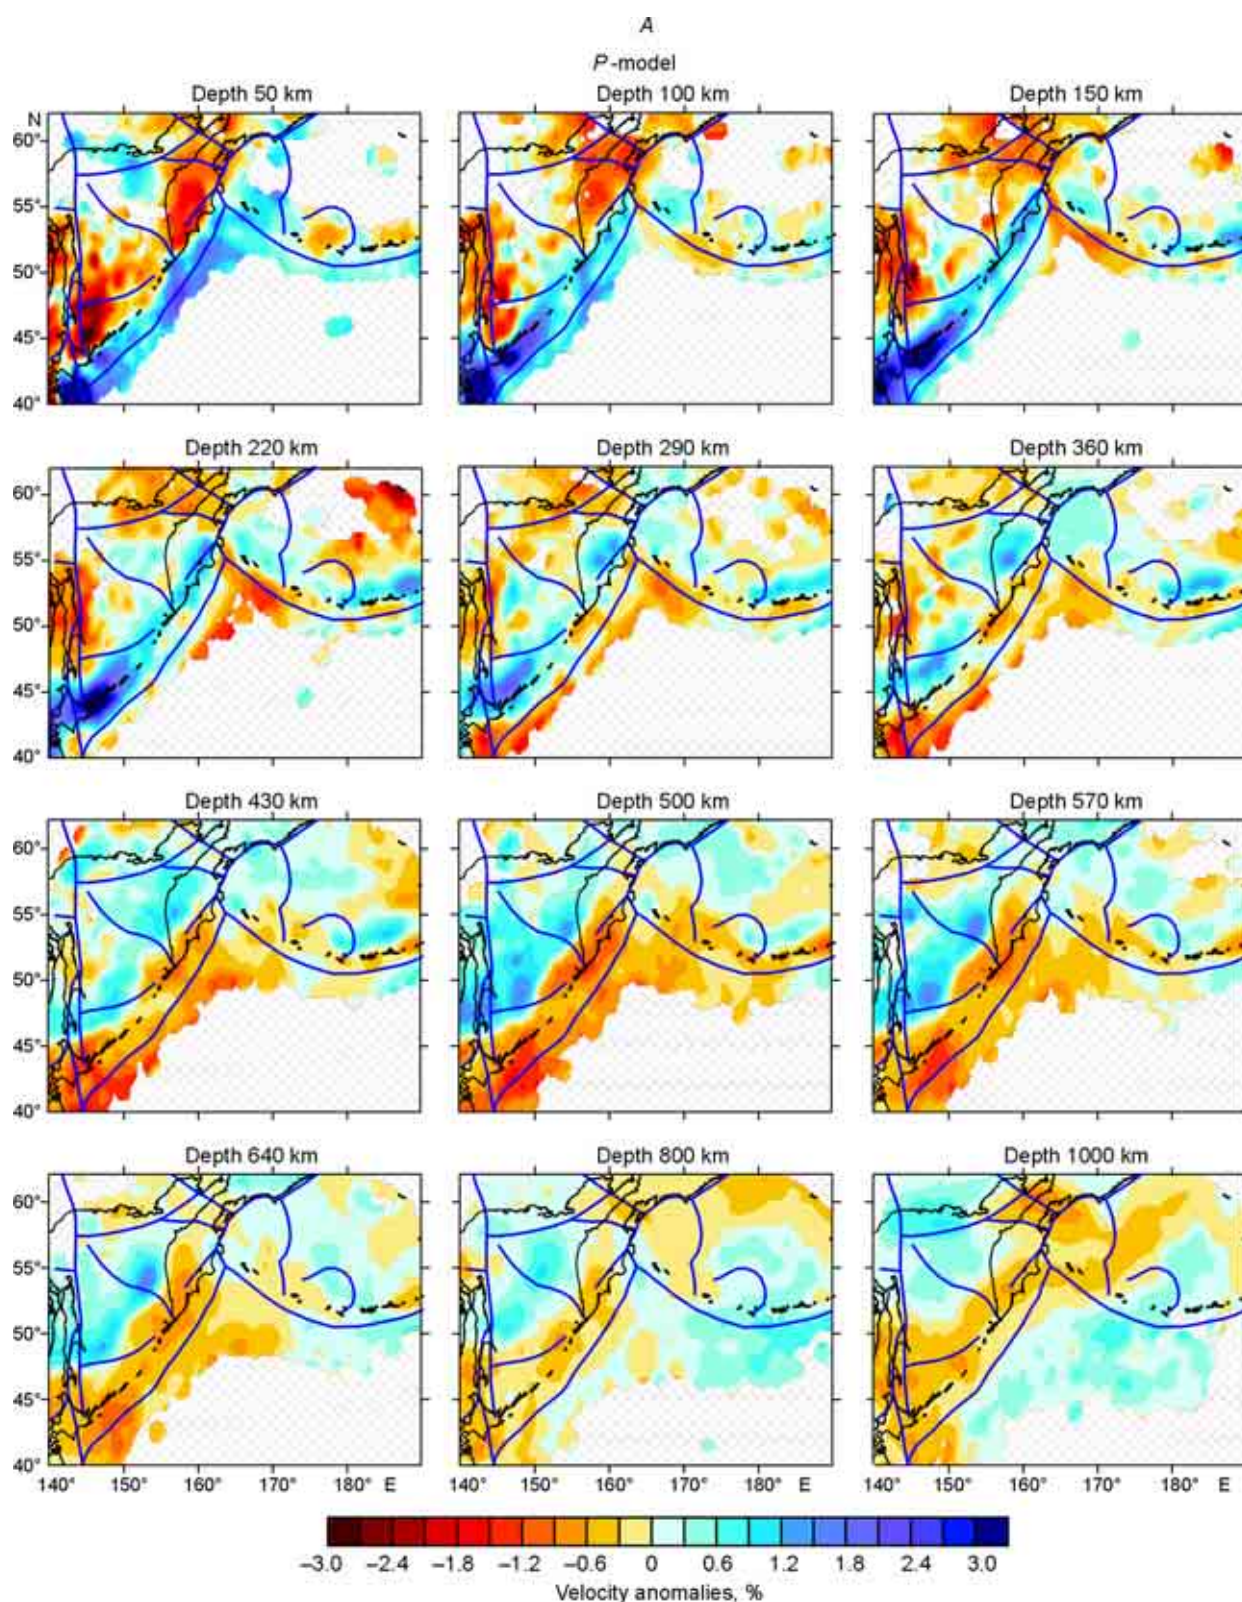 A
P-model
Depth 50 km Depth 100 km Depth 150 km
N
60°
55°
50°
45°
40°
Depth 220 km Depth 290 km Depth 360 km
60°
55°
50°
45°
40°
Depth 430 km Depth 500 km Depth 570 km
60°
55°
50°
45°
40°
Depth 640 km Depth 800 km Depth 1000 km
60°
55°
50°
45°
40°
140° 150° 160° 170° 180° E 140° 150° 160° 170° 180° E 140° 150° 160° 170° 180° E
–3.0 –2.4 –1.8 –1.2 –0.6 0 0.6 1.2 1.8 2.4 3.0
Velocity anomalies, %